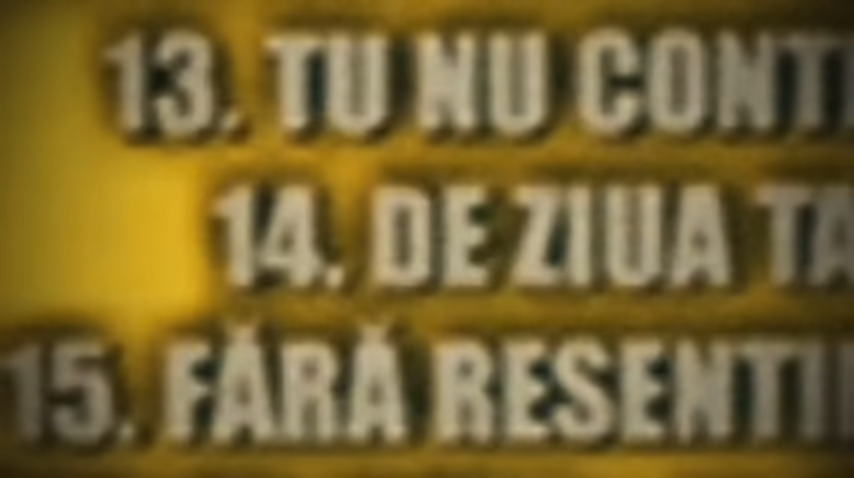 13. TU NU CONT
14. DE ZIUA TA
15. FĂRĂ RESENTI